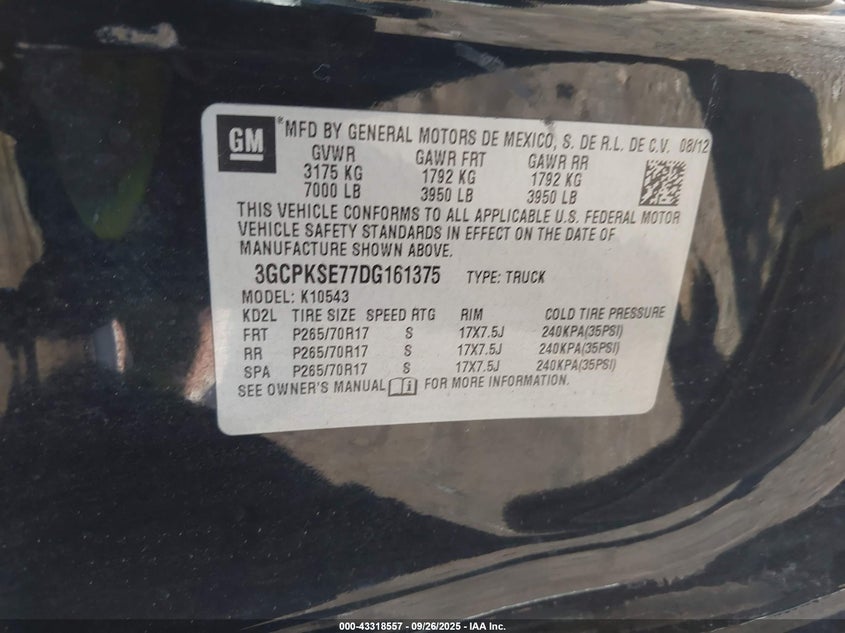 GM
*MFD BY GENERAL MOTORS DE MEXICO, S. DE R.L. DE C.V. 08/12
GVWR GAWR FRT GAWR RR
3175 KG 1792 KG 1792 KG
7000 LB 3950 LB 3950 LB
THIS VEHICLE CONFORMS TO ALL APPLICABLE U.S. FEDERAL MOTOR
VEHICLE SAFETY STANDARDS IN EFFECT ON THE DATE OF
MANUFACTURE SHOWN ABOVE.
3GCPKSE77DG161375 TYPE: TRUCK
MODEL: K10543
KD2L TIRE SIZE SPEED RTG RIM COLD TIRE PRESSURE
FRT P265/70R17 S 17X7.5J 240KPA(35PSI)
RR P265/70R17 S 17X7.5J 240KPA(35PSI)
SPA P265/70R17 S 17X7.5J 240KPA(35PSI)
SEE OWNER'S MANUAL FOR MORE INFORMATION.
000-43318557 - 09/26/2025 - IAA Inc.